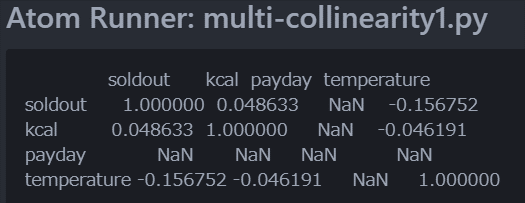 Atom Runner: multi-collinearity1.py
soldout kcal payday temperature
soldout 1.000000 0.048633 NaN -0.156752
kcal 0.048633 1.000000 NaN -0.046191
payday NaN NaN NaN NaN
temperature -0.156752 -0.046191 NaN 1.000000